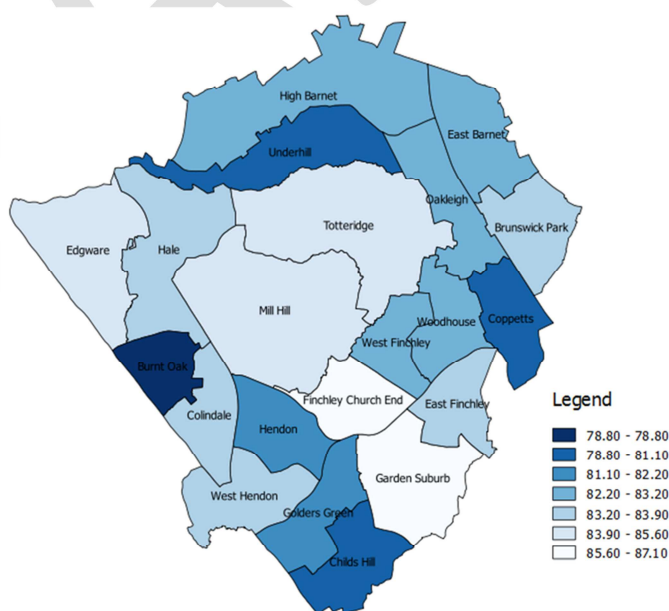 High Barnet
East Barnet
Underhill
Oakleigh
Totteridge
Brunswick Park
Edgware
Hale
Mill Hill
Woodhouse
Coppetts
West Finchley
Burnt Oak
Finchley Church End
East Finchley
Colindale
Hendon
Garden Suburb
West Hendon
Golders Green
Childs Hill
Legend
78.80 - 78.80
78.80 - 81.10
81.10 - 82.20
82.20 - 83.20
83.20 - 83.90
83.90 - 85.60
85.60 - 87.10